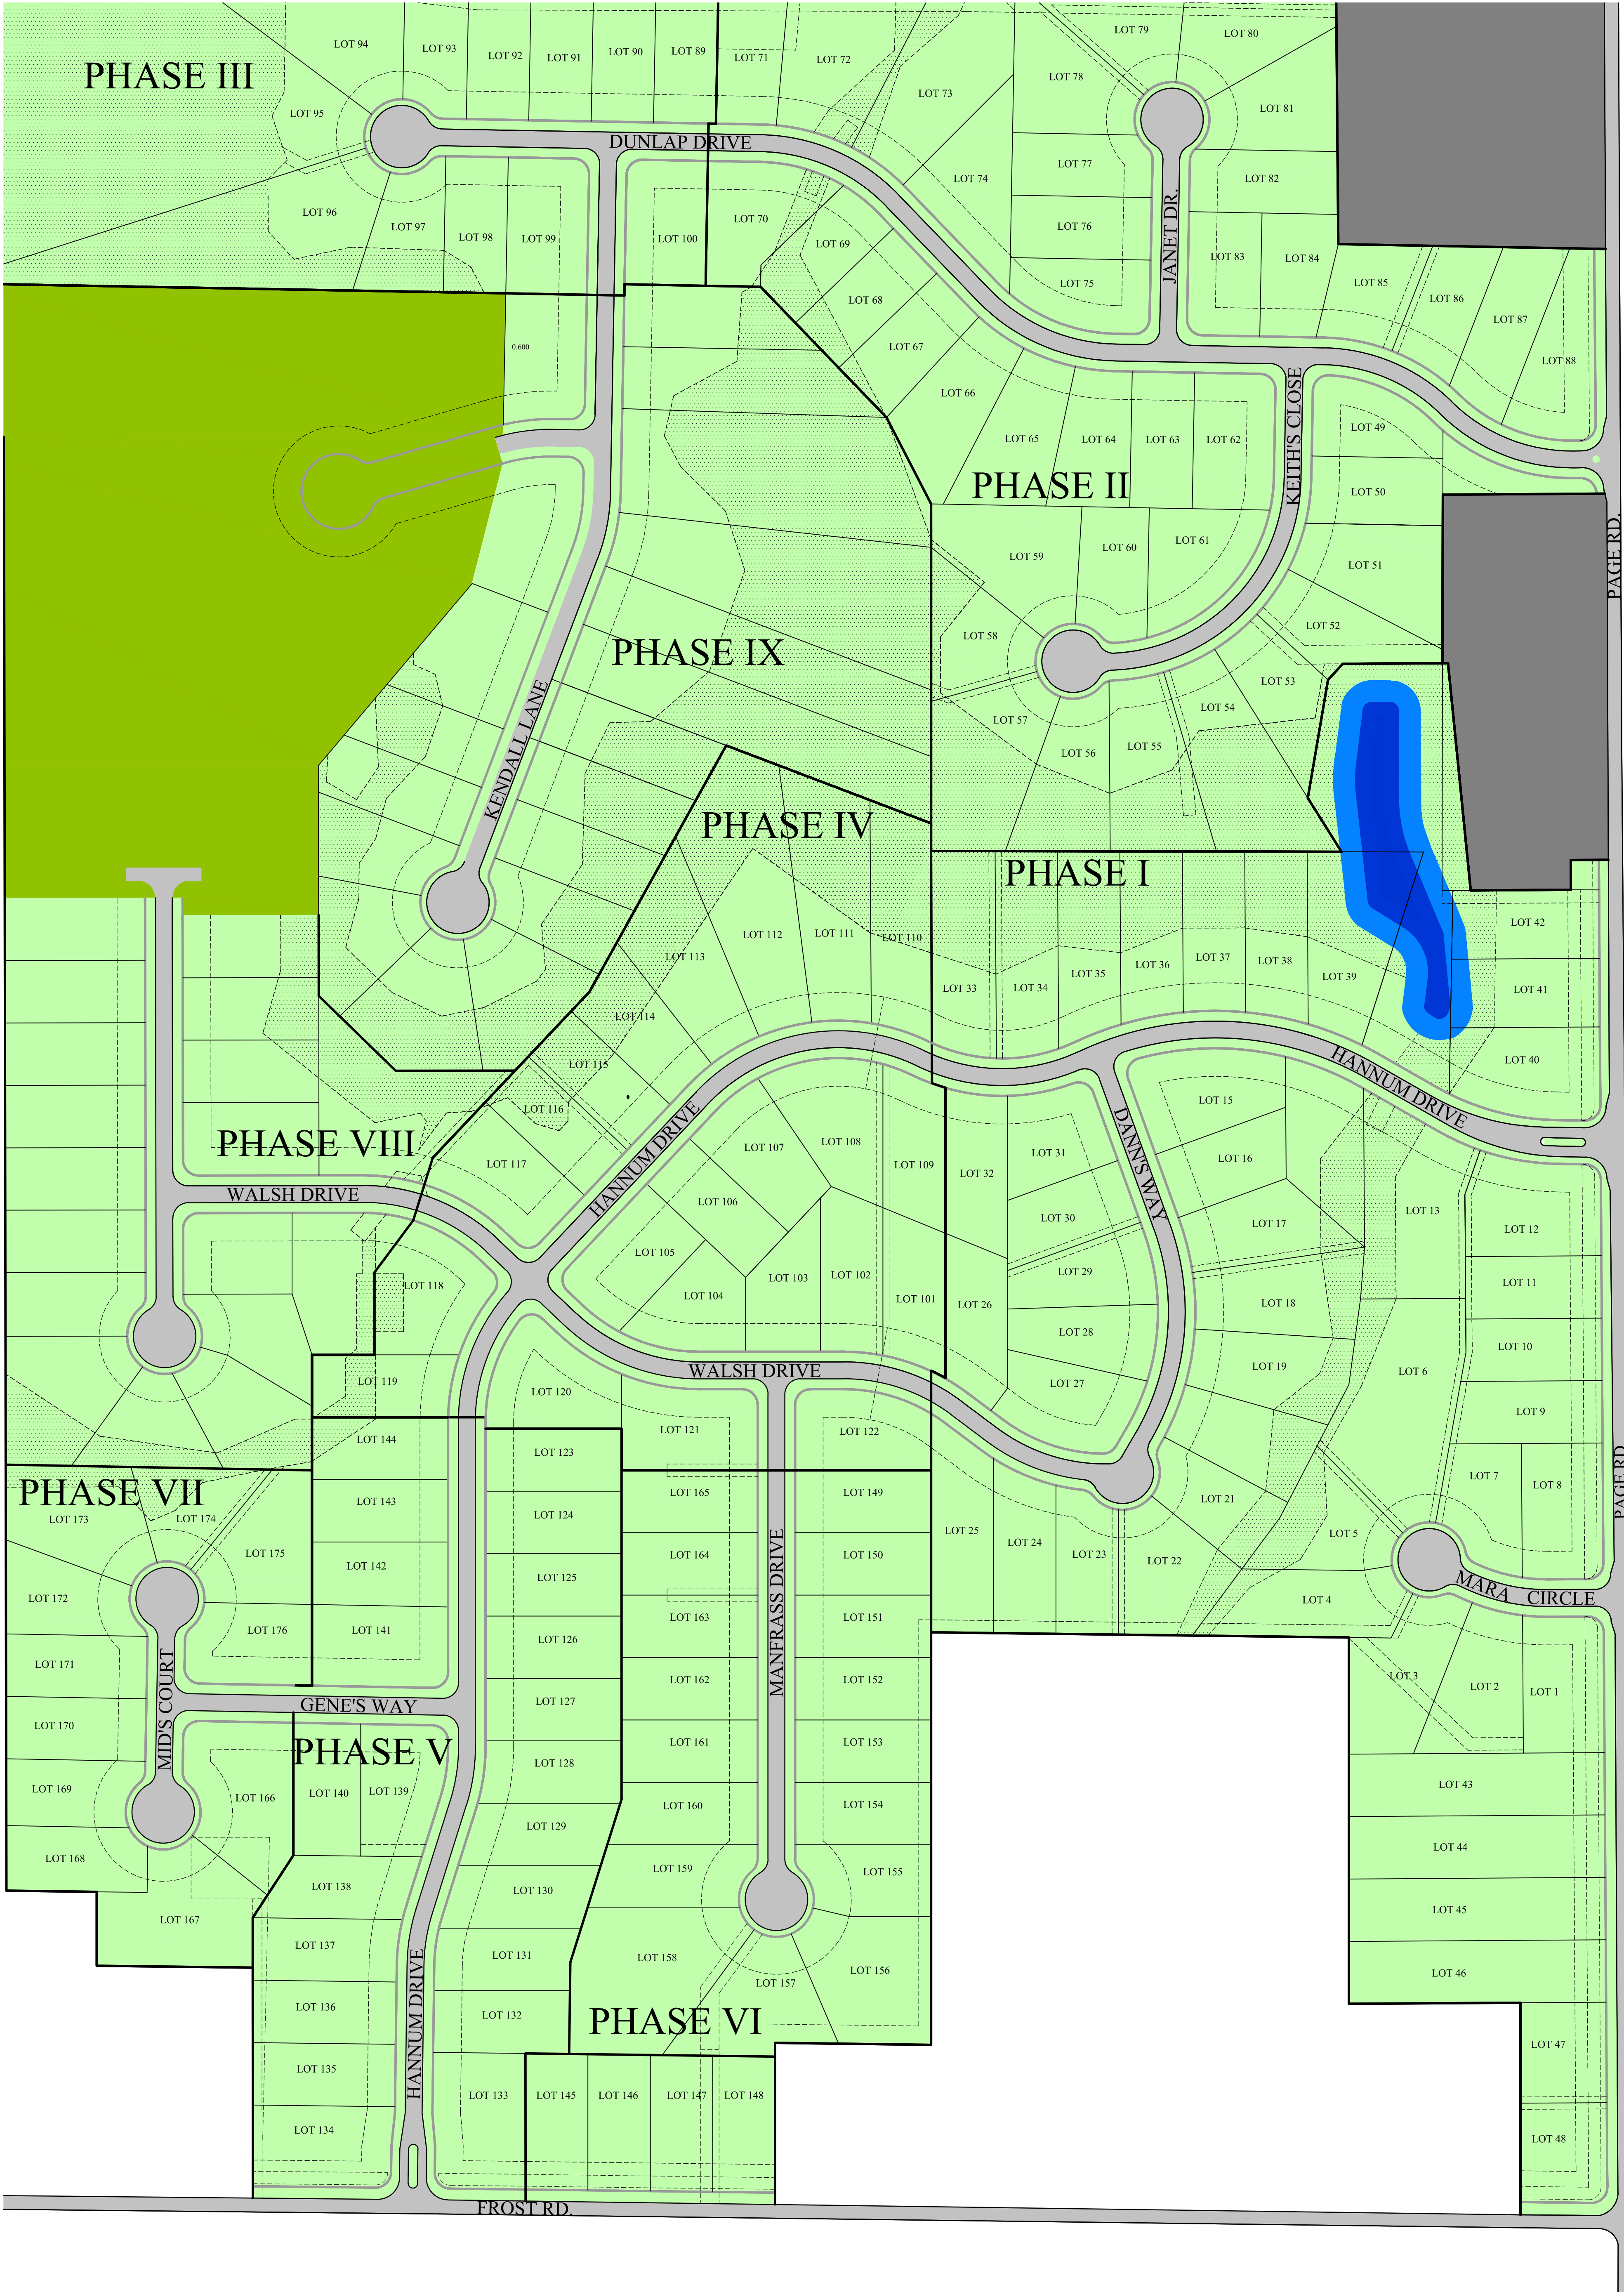 LOT 79
LOT 80
LOT 94
LOT 93
LOT 92
LOT 91
LOT 90
LOT 89
LOT 71
LOT 72
PHASE III
LOT 78
LOT 73
LOT 81
LOT 95
DUNLAP DRIVE
LOT 77
LOT 74
LOT 82
JANET DR.
LOT 96
LOT 97
LOT 98
LOT 99
LOT 100
LOT 70
LOT 69
LOT 76
LOT 83
LOT 84
LOT 75
LOT 85
LOT 86
LOT 68
LOT 87
LOT 67
0.600
LOT 88
LOT 66
KEITH'S CLOSE
LOT 65
LOT 64
LOT 63
LOT 62
LOT 49
PHASE II
LOT 50
PAGE RD.
LOT 59
LOT 60
LOT 61
LOT 51
LOT 58
LOT 52
PHASE IX
LOT 53
LOT 57
LOT 54
LOT 56
LOT 55
KENDALL LANE
PHASE IV
PHASE I
LOT 42
LOT 112
LOT 111
LOT 110
LOT 113
LOT 33
LOT 34
LOT 35
LOT 36
LOT 37
LOT 38
LOT 39
LOT 41
LOT 114
LOT 40
HANNUM DRIVE
LOT 115
LOT 116
LOT 15
PHASE VIII
LOT 117
HANNUM DRIVE
LOT 107
LOT 108
LOT 109
LOT 32
LOT 31
DANN'S WAY
LOT 16
WALSH DRIVE
LOT 106
LOT 30
LOT 17
LOT 13
LOT 12
LOT 105
LOT 118
LOT 104
LOT 103
LOT 102
LOT 101
LOT 26
LOT 29
LOT 18
LOT 11
LOT 28
LOT 10
WALSH DRIVE
LOT 119
LOT 120
LOT 27
LOT 19
LOT 6
LOT 9
LOT 144
LOT 123
LOT 121
LOT 122
PAGE RD.
PHASE VII
LOT 173
LOT 174
LOT 143
LOT 124
LOT 165
LOT 149
LOT 21
LOT 7
LOT 8
LOT 25
LOT 24
LOT 23
LOT 22
LOT 5
LOT 175
LOT 142
LOT 125
LOT 164
LOT 150
LOT 172
LOT 4
MARA CIRCLE
MANFRASS DRIVE
LOT 176
LOT 141
LOT 126
LOT 163
LOT 151
LOT 171
LOT 162
LOT 152
LOT 3
LOT 2
LOT 1
MID'S COURT
GENE'S WAY
LOT 127
LOT 170
LOT 161
LOT 153
PHASE V
LOT 128
LOT 169
LOT 166
LOT 140
LOT 139
LOT 43
LOT 160
LOT 154
LOT 129
LOT 44
LOT 168
LOT 138
LOT 130
LOT 159
LOT 155
LOT 45
LOT 167
LOT 137
LOT 131
LOT 158
LOT 157
LOT 156
LOT 46
LOT 136
HANNUM DRIVE
LOT 132
PHASE VI
LOT 47
LOT 135
LOT 133
LOT 145
LOT 146
LOT 147
LOT 148
LOT 134
LOT 48
FROST RD.